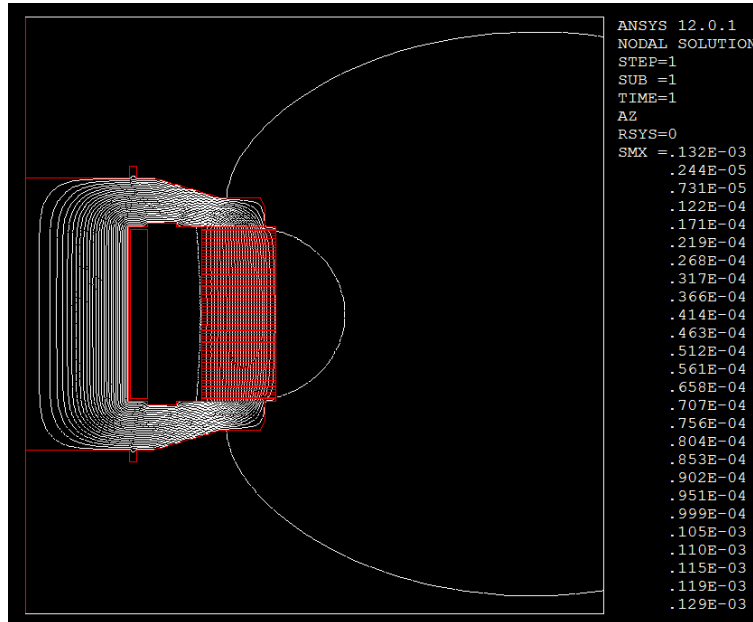 ANSYS 12.0.1
NODAL SOLUTION
STEP=1
SUB =1
TIME=1
AZ
RSYS=0
SMX =.132E-03
.244E-05
.731E-05
.122E-04
.171E-04
.219E-04
.268E-04
.317E-04
.366E-04
.414E-04
.463E-04
.512E-04
.561E-04
.658E-04
.707E-04
.756E-04
.804E-04
.853E-04
.902E-04
.951E-04
.999E-04
.105E-03
.110E-03
.115E-03
.119E-03
.129E-03